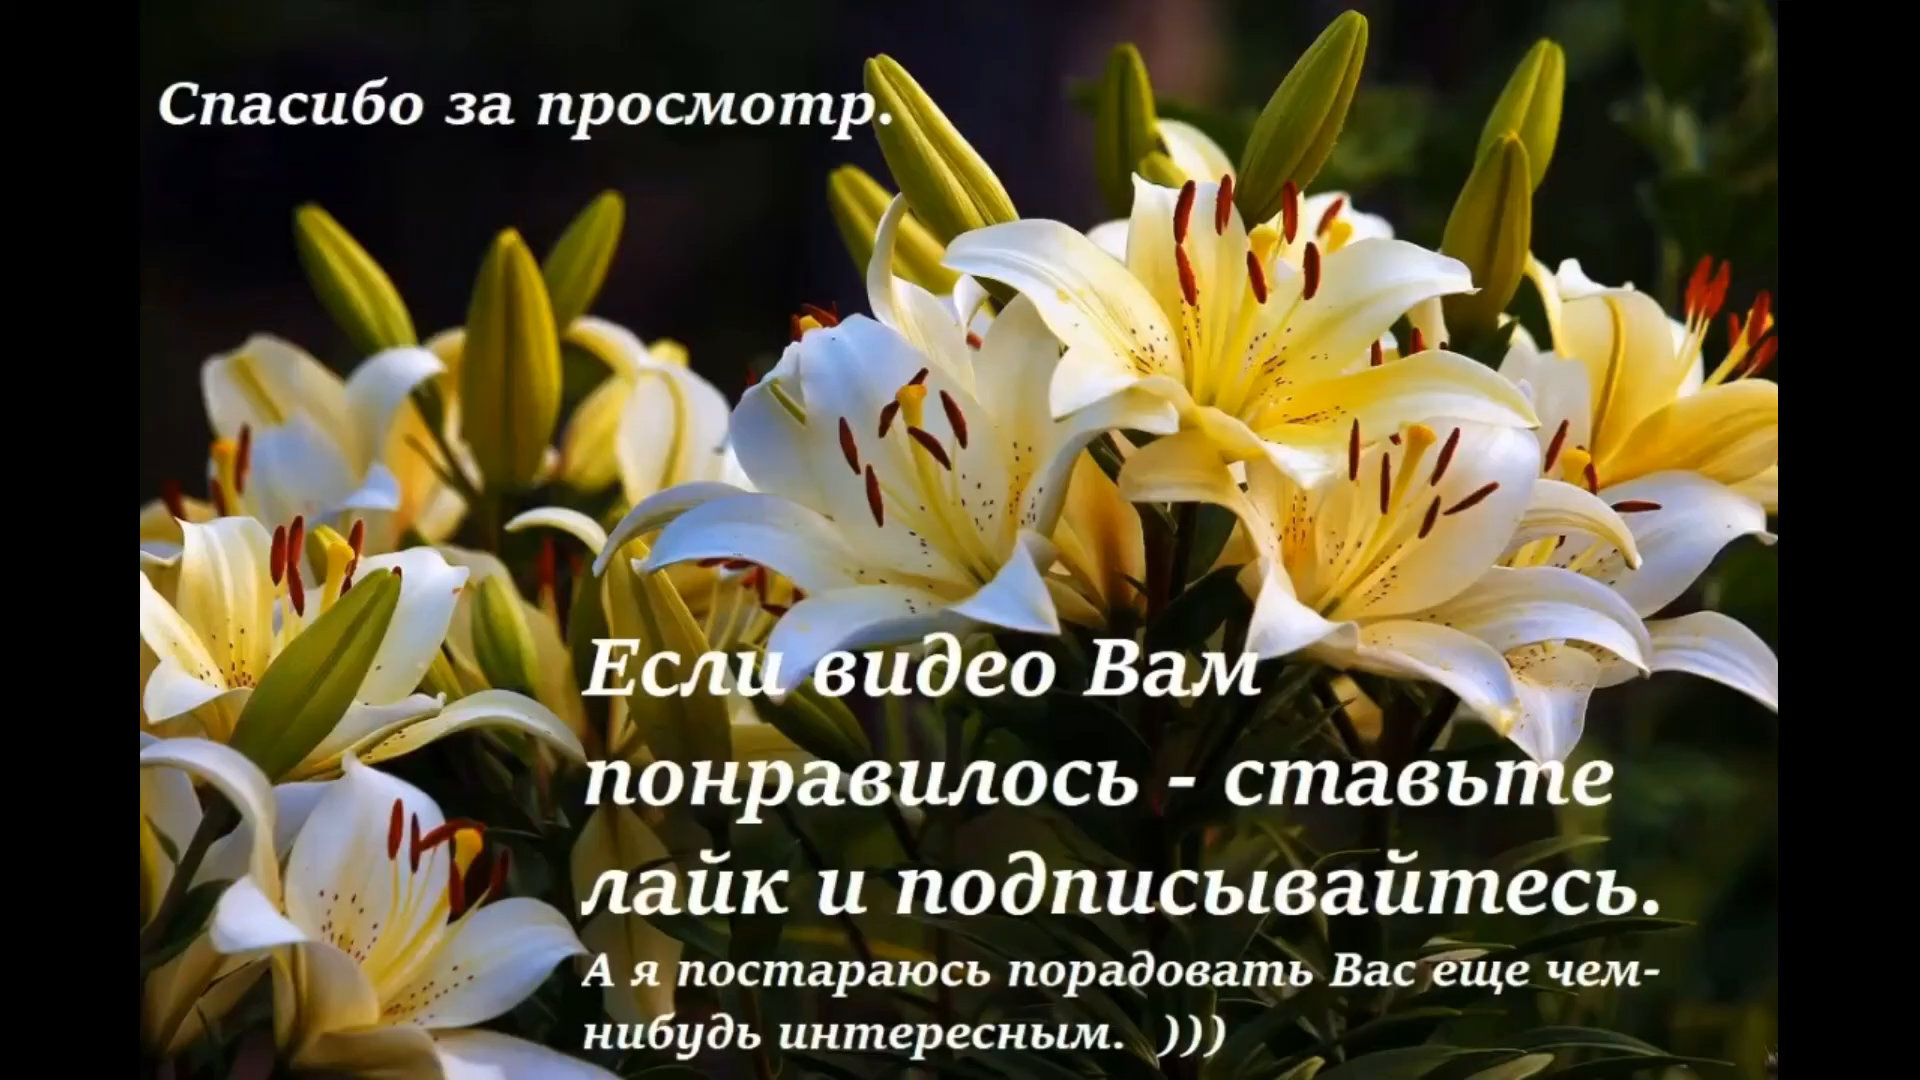 Спасибо за просмотр.
Если видео Вам
понравилось - ставьте
лайк и подписывайтесь.
А я постараюсь порадовать Вас еще чем-
нибудь интересным.  )))